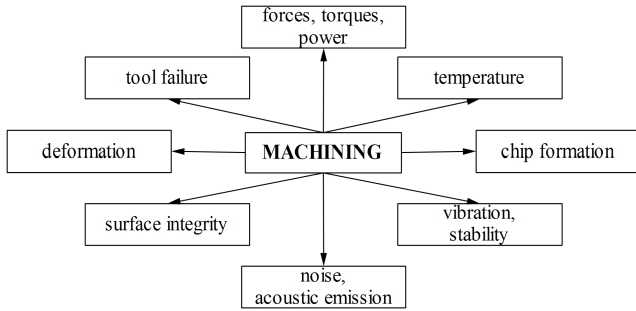 forces, torques,
power
tool failure
temperature
deformation
MACHINING
chip formation
surface integrity
vibration,
stability
noise,
acoustic emission